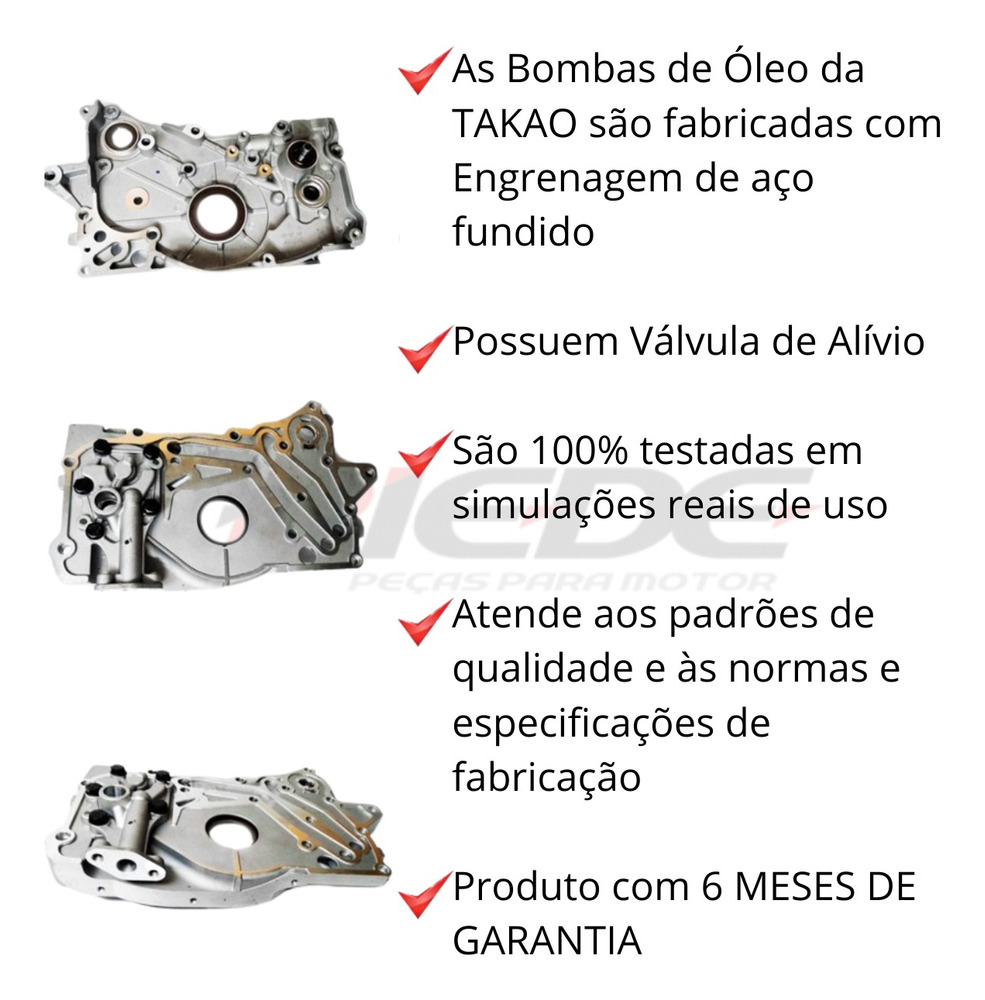 As Bombas de Óleo da
TAKAO são fabricadas com
Engrenagem de aço
fundido
Possuem Válvula de Alívio
São 100% testadas em
simulações reais de uso
PEÇAS PARA MOTOR
Atende aos padrões de
qualidade e às normas e
especificações de
fabricação
Produto com 6 MESES DE
GARANTIA